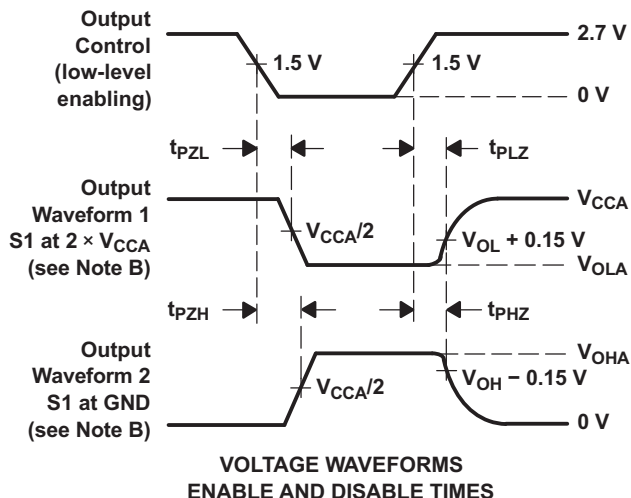 Output
Control
(low-level
enabling)
1.5 V
1.5 V
2.7 V
0 V
tPZL
tPLZ
Output
Waveform 1
S1 at 2 × VCCA
(see Note B)
VCCA/2
VCCA
VOL + 0.15 V
VOLA
tPZH
tPHZ
Output
Waveform 2
S1 at GND
(see Note B)
VCCA/2
VOHA
VOH − 0.15 V
0 V
VOLTAGE WAVEFORMS
ENABLE AND DISABLE TIMES